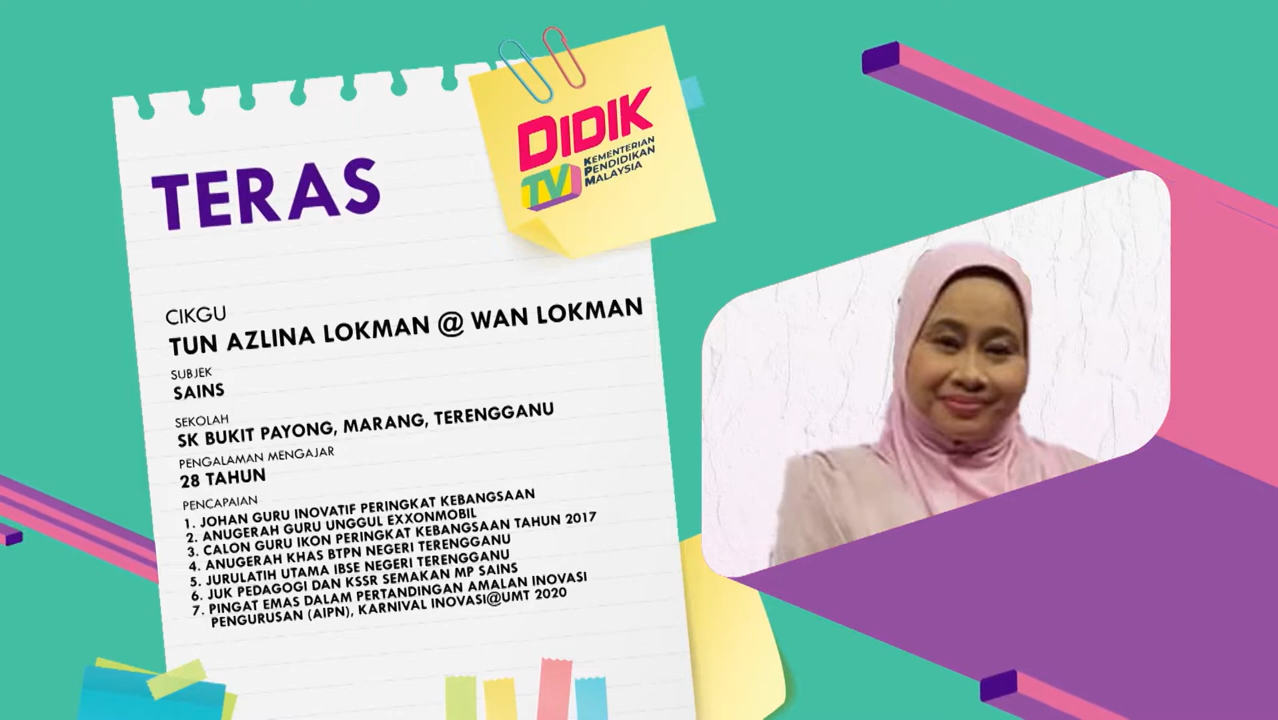 DIDIK
TV
KEMENTERIAN
PENDIDIKAN
MALAYSIA
TERAS
CIKGU
TUN AZLINA LOKMAN @ WAN LOKMAN
SUBJEK
SAINS
SEKOLAH
SK BUKIT PAYONG, MARANG, TERENGGANU
PENGALAMAN MENGAJAR
28 TAHUN
PENCAPAIAN
1. JOHAN GURU INOVATIF PERINGKAT KEBANGSAAN
2. ANUGERAH GURU UNGGUL EXXONMOBIL
3. CALON GURU IKON PERINGKAT KEBANGSAAN TAHUN 2017
4. ANUGERAH KHAS BTPN NEGERI TERENGGANU
5. JURULATIH UTAMA IBSE NEGERI TERENGGANU
6. JUK PEDAGOGI DAN KSSR SEMAKAN MP SAINS
7. PINGAT EMAS DALAM PERTANDINGAN AMALAN INOVASI
PENGURUSAN (AIPN), KARNIVAL INOVASI@UMT 2020